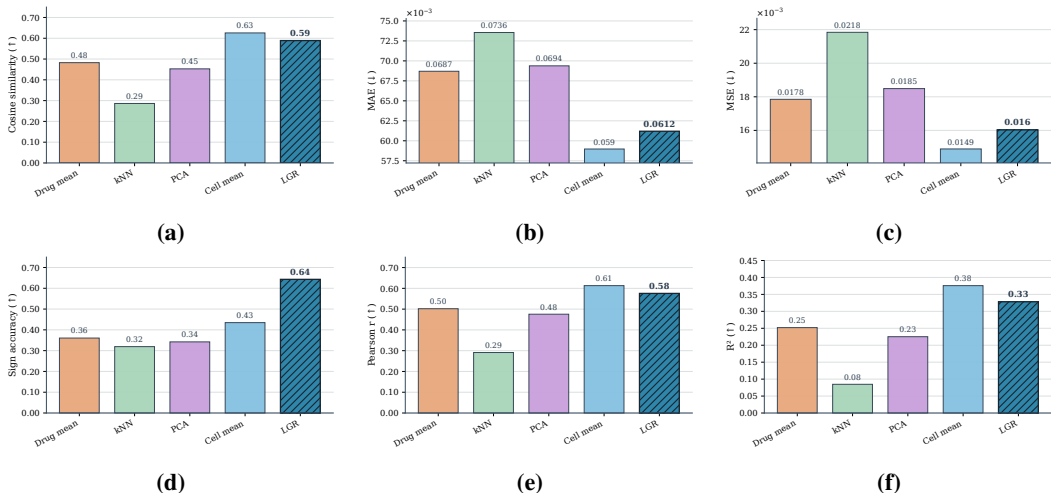 Cosine similarity (↑)
0.70
0.60
0.50
0.40
0.30
0.20
0.10
0.00
0.48
0.29
0.45
0.63
0.59
Drug mean
kNN
PCA
Cell mean
LGR
(a)
×10⁻³
MAE (↓)
75.0
72.5
70.0
67.5
65.0
62.5
60.0
57.5
0.0687
0.0736
0.0694
0.059
0.0612
Drug mean
kNN
PCA
Cell mean
LGR
(b)
×10⁻³
MSE (↓)
22
20
18
16
0.0178
0.0218
0.0185
0.0149
0.016
Drug mean
kNN
PCA
Cell mean
LGR
(c)
Sign accuracy (↑)
0.70
0.60
0.50
0.40
0.30
0.20
0.10
0.00
0.36
0.32
0.34
0.43
0.64
Drug mean
kNN
PCA
Cell mean
LGR
(d)
Pearson r (↑)
0.70
0.60
0.50
0.40
0.30
0.20
0.10
0.00
0.50
0.29
0.48
0.61
0.58
Drug mean
kNN
PCA
Cell mean
LGR
(e)
R² (↑)
0.45
0.40
0.35
0.30
0.25
0.20
0.15
0.10
0.05
0.00
0.25
0.08
0.23
0.38
0.33
Drug mean
kNN
PCA
Cell mean
LGR
(f)